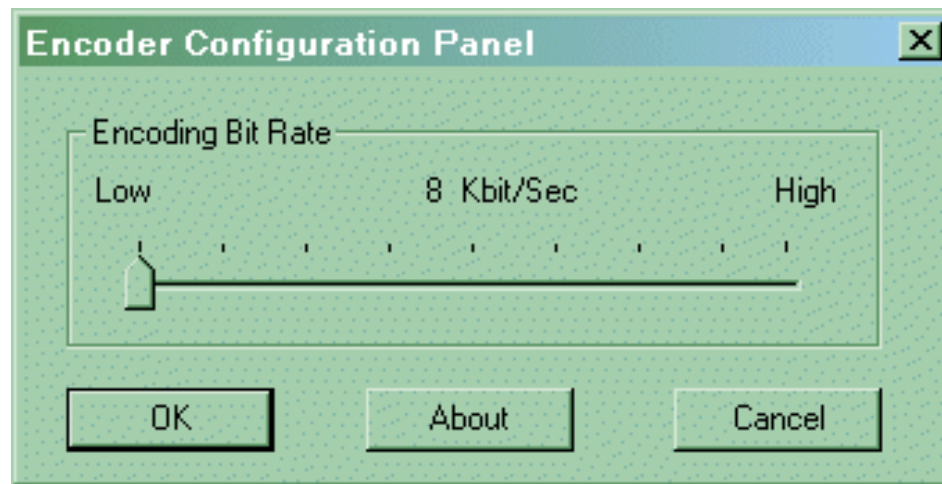 Encoder Configuration Panel
Encoding Bit Rate
Low 8 Kbit/Sec High
OK About Cancel